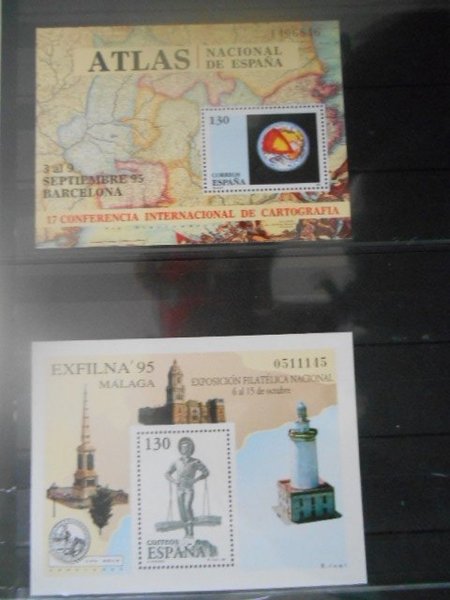 ATLAS
NACIONAL
DE ESPAÑA
130
CORREOS
ESPAÑA
3 al 9
SEPTIEMBRE 95
BARCELONA
17 CONFERENCIA INTERNACIONAL DE CARTOGRAFIA
EXFILNA'95
MÁLAGA
0511145
EXPOSICIÓN FILATÉLICA NACIONAL
6 al 15 de octubre
130
correos
ESPAÑA